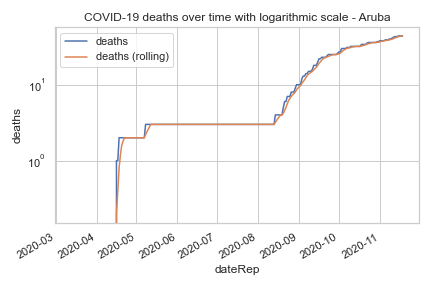 COVID-19 deaths over time with logarithmic scale - Aruba
deaths
deaths (rolling)
10¹
10⁰
deaths
2020-03
2020-04
2020-05
2020-06
2020-07
2020-08
2020-09
2020-10
2020-11
dateRep